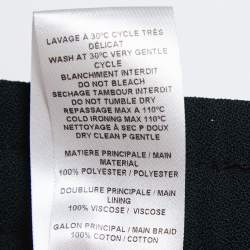 LAVAGE A 30°C CYCLE TRÈS
DÉLICAT
WASH AT 30°C VERY GENTLE
CYCLE
BLANCHIMENT INTERDIT
DO NOT BLEACH
SECHAGE TAMBOUR INTERDIT
DO NOT TUMBLE DRY
REPASSAGE MAX A 110°C
COLD IRONING MAX 110°C
NETTOYAGE A SEC P DOUX
DRY CLEAN P GENTLE
MATIERE PRINCIPALE / MAIN
MATERIAL
100% POLYESTER / POLYESTER
DOUBLURE PRINCIPALE / MAIN
LINING
100% VISCOSE / VISCOSE
GALON PRINCIPAL / MAIN BRAID
100% COTON / COTTON